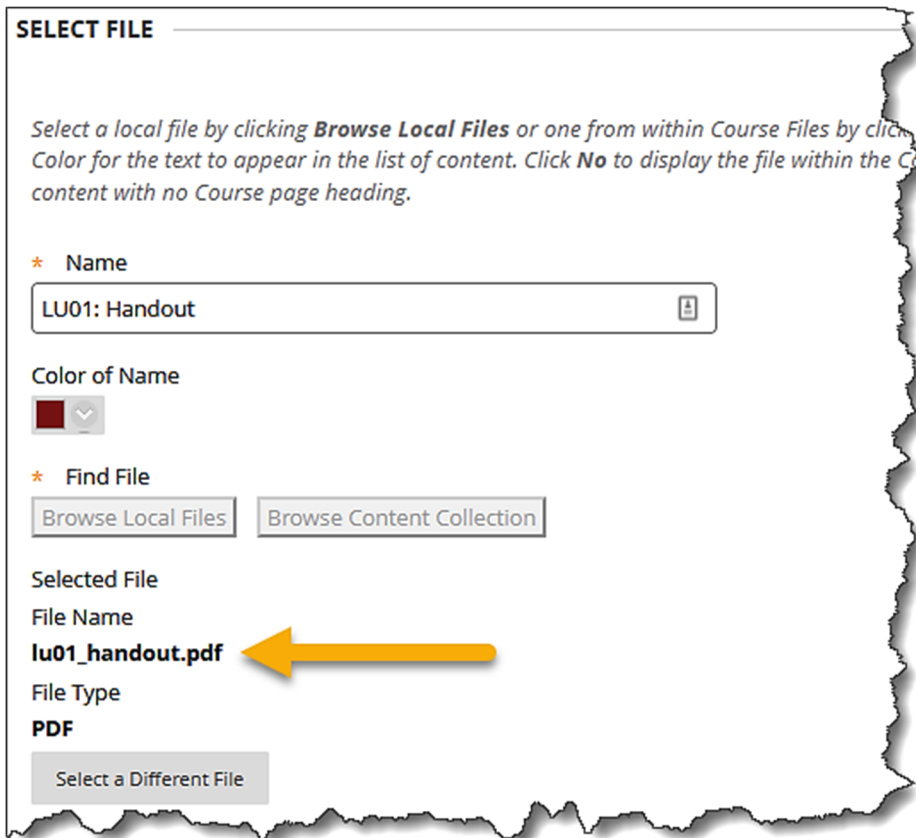 SELECT FILE
Select a local file by clicking Browse Local Files or one from within Course Files by
Color for the text to appear in the list of content. Click No to display the file within the
content with no Course page heading.
* Name
LU01: Handout
Color of Name
* Find File
Browse Local Files Browse Content Collection
Selected File
File Name
lu01_handout.pdf
File Type
PDF
Select a Different File